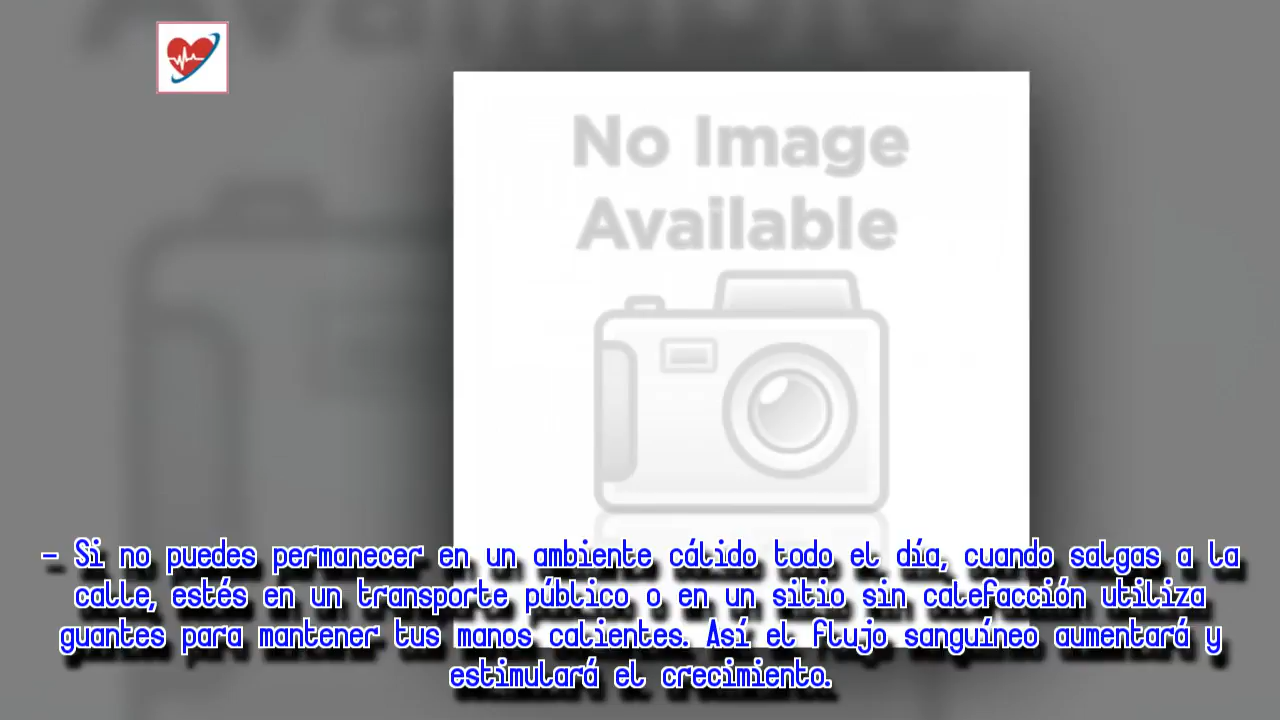 No Image
Available
- Si no puedes permanecer en un ambiente cálido todo el día, cuando salgas a la
calle, estés en un transporte público o en un sitio sin calefacción utiliza
guantes para mantener tus manos calientes. Así el flujo sanguíneo aumentará y
estimulará el crecimiento.